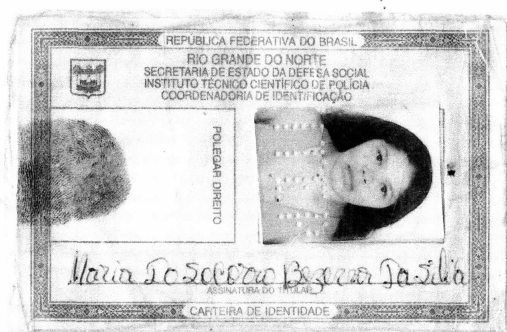 REPÚBLICA FEDERATIVA DO BRASIL
RIO GRANDE DO NORTE
SECRETARIA DE ESTADO DA DEFESA SOCIAL
INSTITUTO TÉCNICO CIENTÍFICO DE POLÍCIA
COORDENADORIA DE IDENTIFICAÇÃO
POLEGAR DIREITO
Maria Do Socorro Bezerra Da Silva
ASSINATURA DO TITULAR
CARTEIRA DE IDENTIDADE